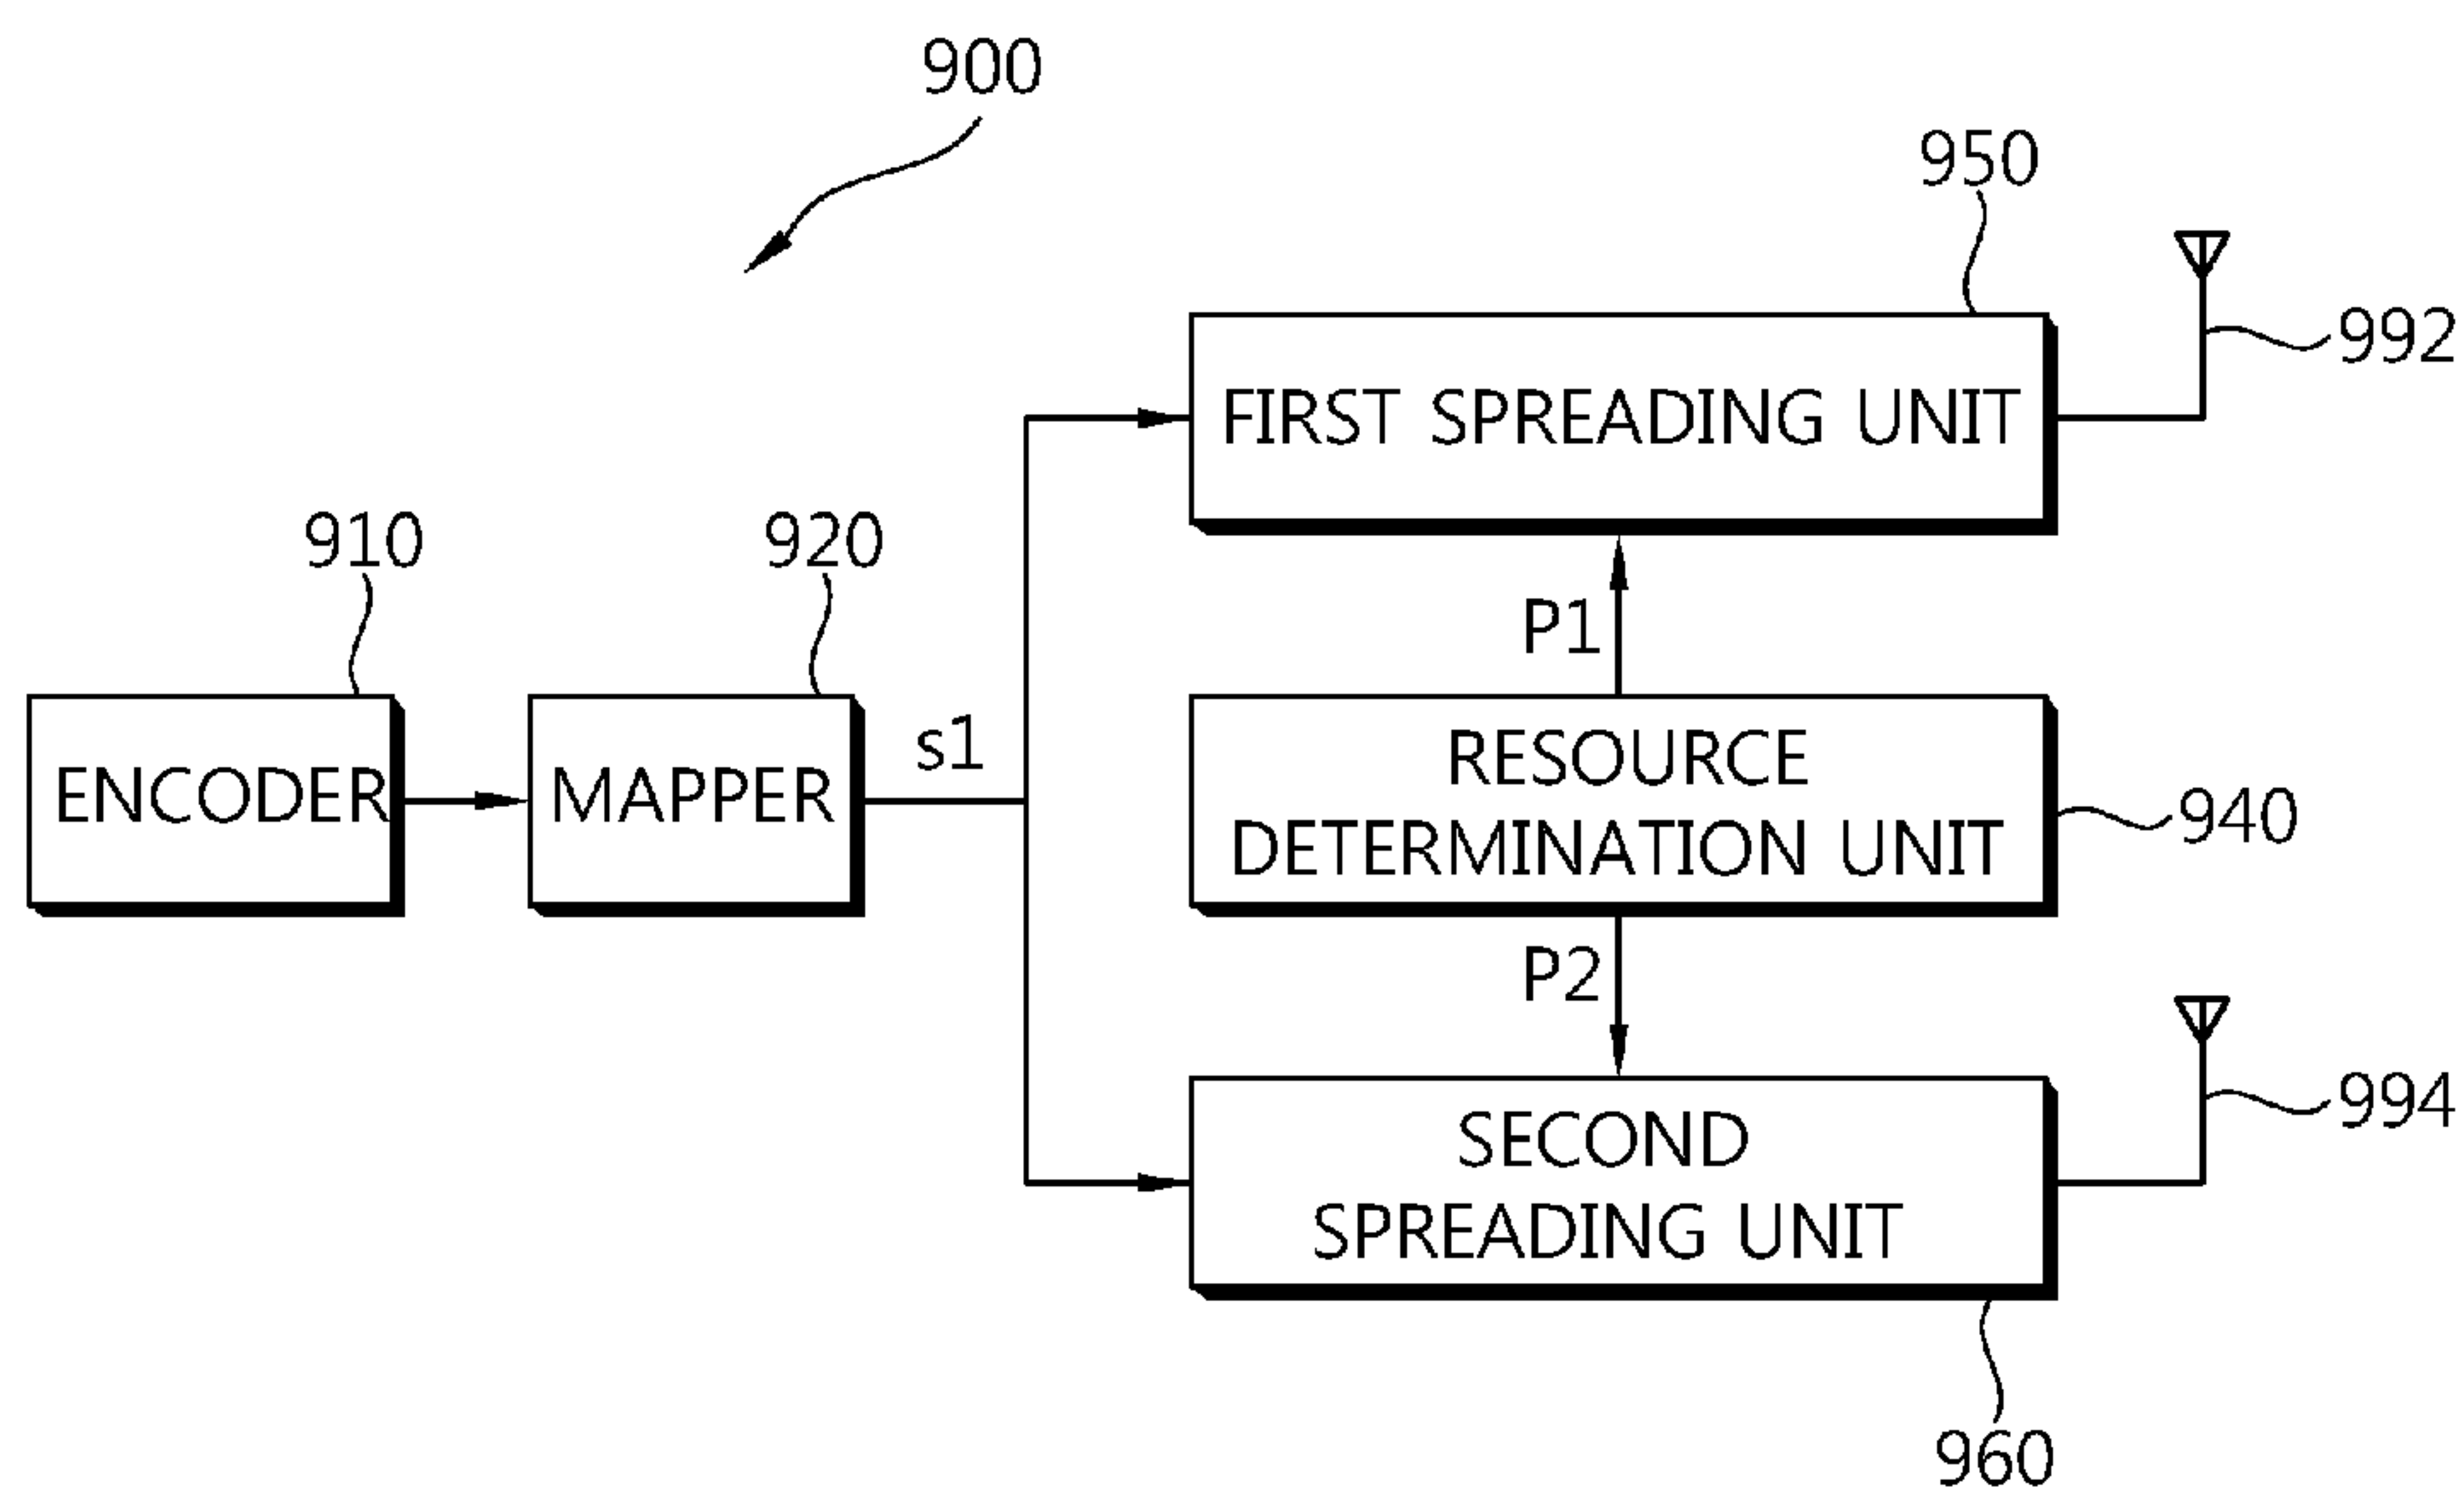 900
950
992
FIRST SPREADING UNIT
910
920
P1
s1
ENCODER
MAPPER
RESOURCE
DETERMINATION UNIT
940
P2
994
SECOND
SPREADING UNIT
960